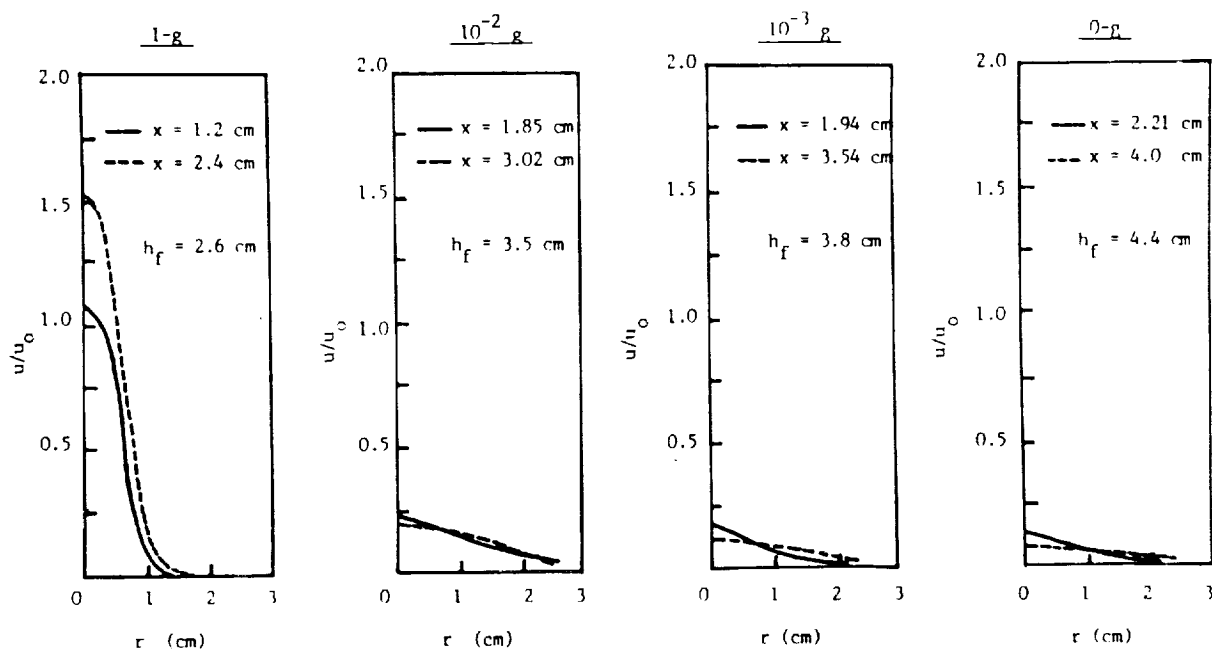 1-g
2.0
x = 1.2 cm
x = 2.4 cm
1.5
h_f = 2.6 cm
1.0
u/u_o
0.5
0 1 2 3
r (cm)
10^-2 g
2.0
x = 1.85 cm
x = 3.02 cm
1.5
h_f = 3.5 cm
1.0
u/u_o
0.5
0 1 2 3
r (cm)
10^-3 g
2.0
x = 1.94 cm
x = 3.54 cm
1.5
h_f = 3.8 cm
1.0
u/u_o
0.5
0 1 2 3
r (cm)
0-g
2.0
x = 2.21 cm
x = 4.0 cm
1.5
h_f = 4.4 cm
1.0
u/u_o
0.5
0 1 2 3
r (cm)